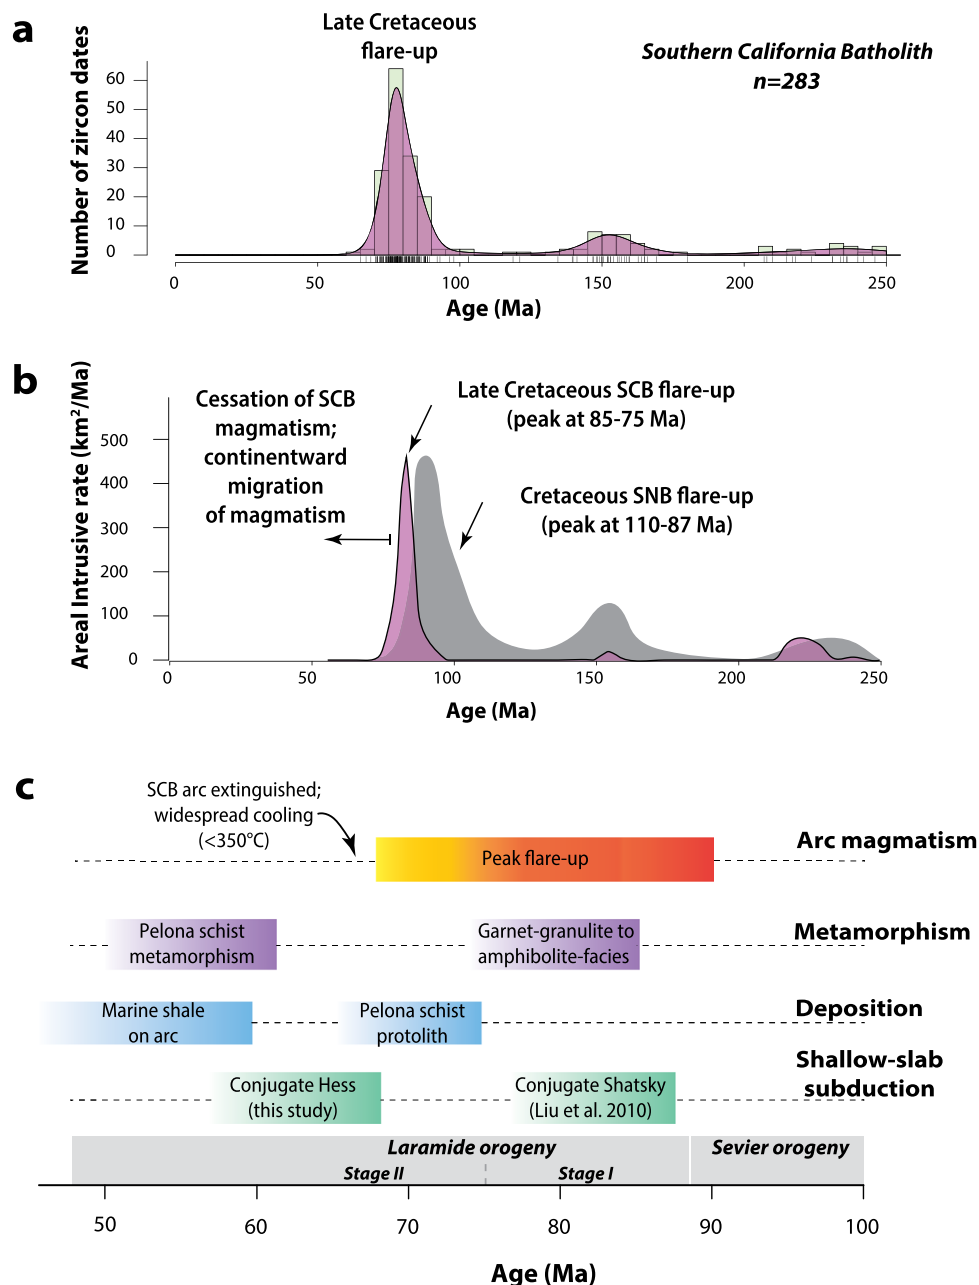 a
Late Cretaceous
flare-up
Southern California Batholith
n=283
Number of zircon dates
60
50
40
30
20
10
0
0 50 100 150 200 250
Age (Ma)
b
Cessation of SCB
magmatism;
continentward
migration
of magmatism
Late Cretaceous SCB flare-up
(peak at 85-75 Ma)
Cretaceous SNB flare-up
(peak at 110-87 Ma)
Areal Intrusive rate (km²/Ma)
500
400
300
200
100
0
0 50 100 150 200 250
Age (Ma)
c
SCB arc extinguished;
widespread cooling
(<350°C)
Peak flare-up
Arc magmatism
Pelona schist
metamorphism
Garnet-granulite to
amphibolite-facies
Metamorphism
Marine shale
on arc
Pelona schist
protolith
Deposition
Conjugate Hess
(this study)
Conjugate Shatsky
(Liu et al. 2010)
Shallow-slab
subduction
Laramide orogeny Sevier orogeny
Stage II Stage I
50 60 70 80 90 100
Age (Ma)